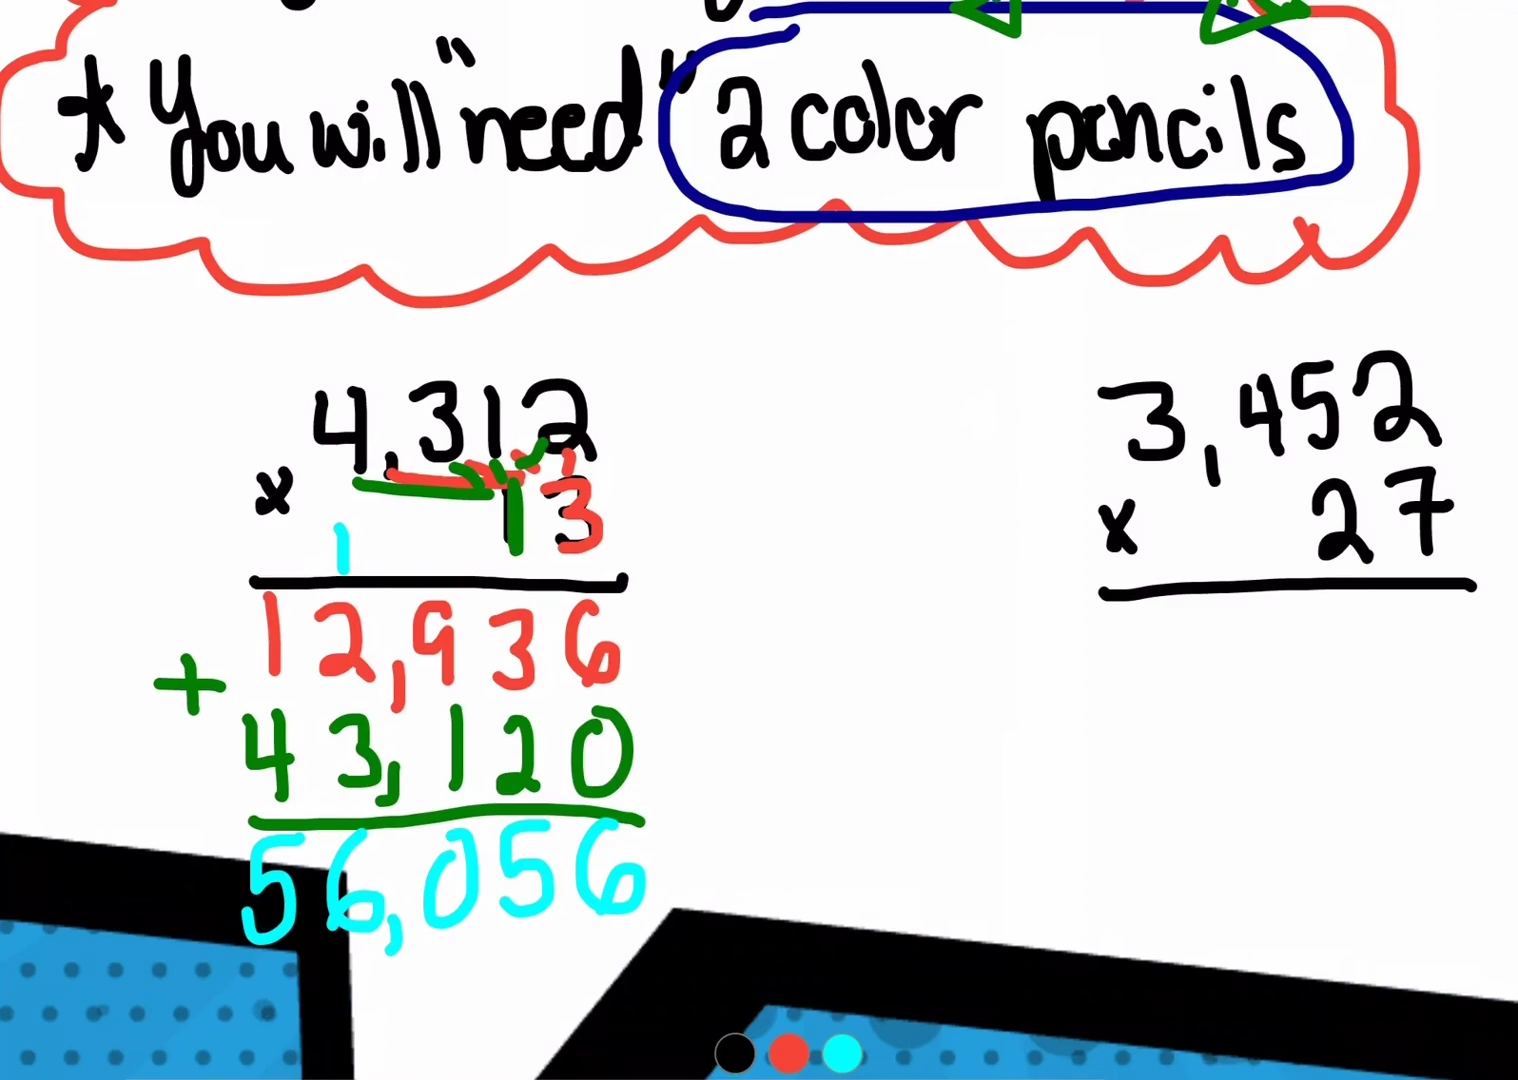 * You will "need" 2 color pencils
4,312
x 13
1
12,936
+ 43,120
56,056
3,452
x 27